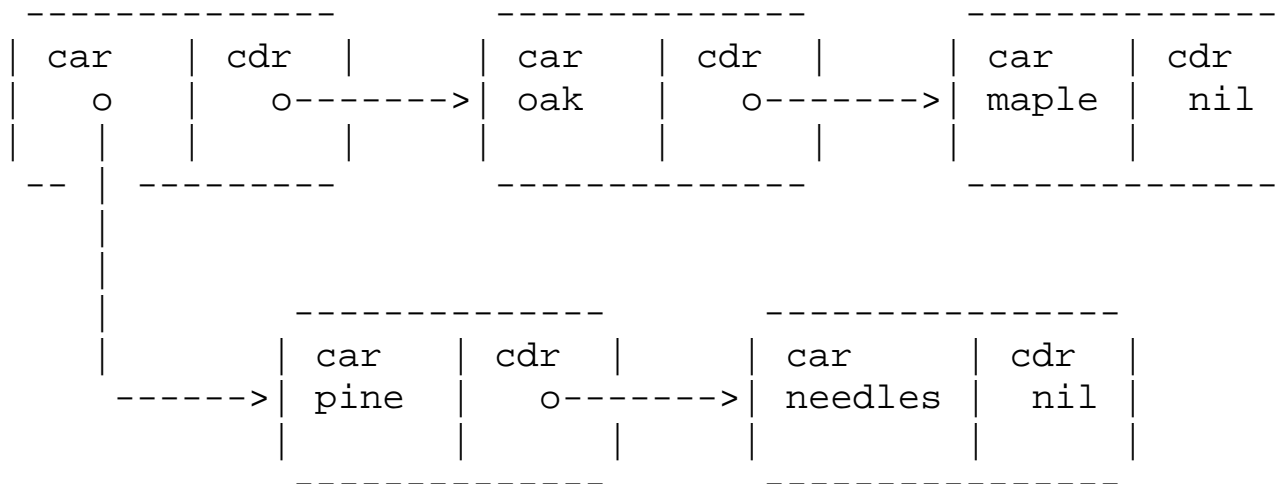 car cdr car cdr car cdr
o o------->| oak o------->| maple nil
car cdr car cdr
------>| pine o------->| needles nil